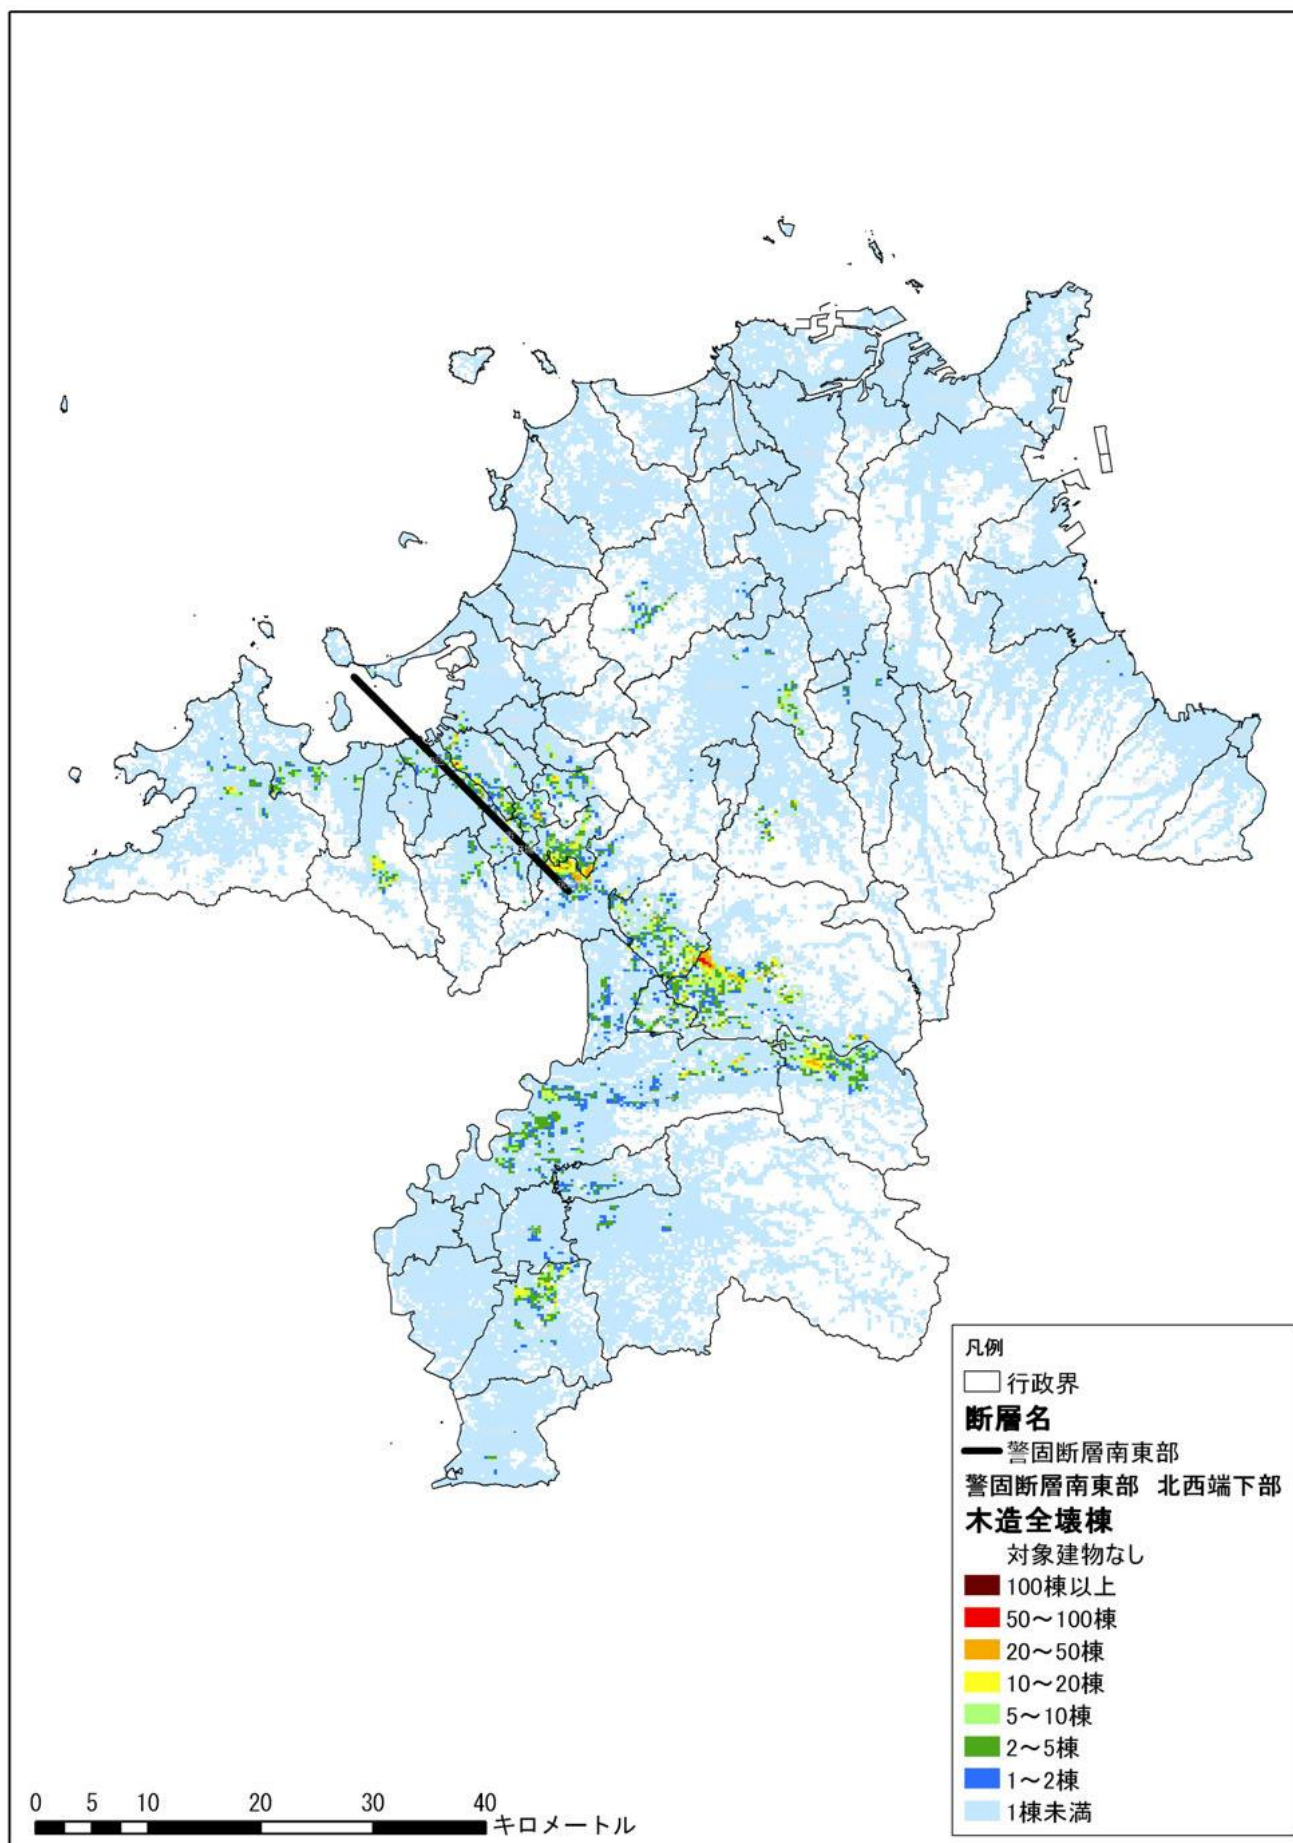 凡例
行政界
断層名
警固断層南東部
警固断層南東部 北西端下部
木造全壊棟
対象建物なし
100棟以上
50～100棟
20～50棟
10～20棟
5～10棟
2～5棟
1～2棟
1棟未満
0 5 10 20 30 40
キロメートル